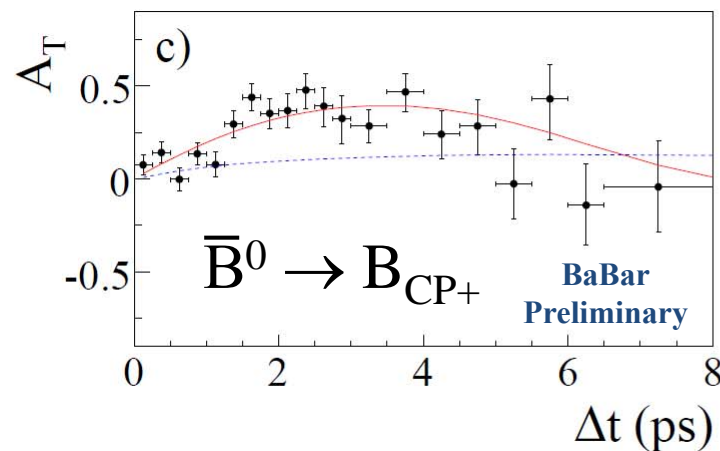 A_T
c)
0.5
0
-0.5
B̅⁰ → B_CP+
BaBar
Preliminary
0 2 4 6 8
Δt (ps)